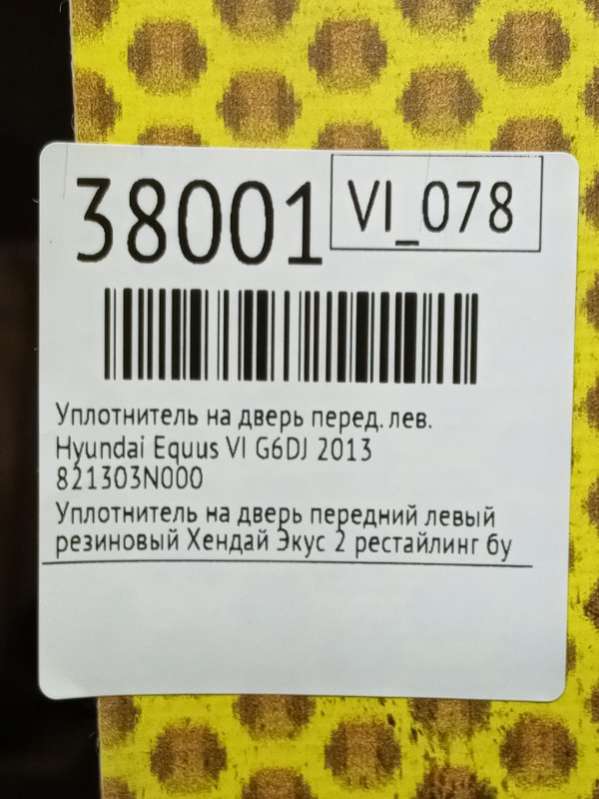 38001
VI_078
Уплотнитель на дверь перед. лев.
Hyundai Equus VI G6DJ 2013
821303N000
Уплотнитель на дверь передний левый
резиновый Хендай Экус 2 рестайлинг бу